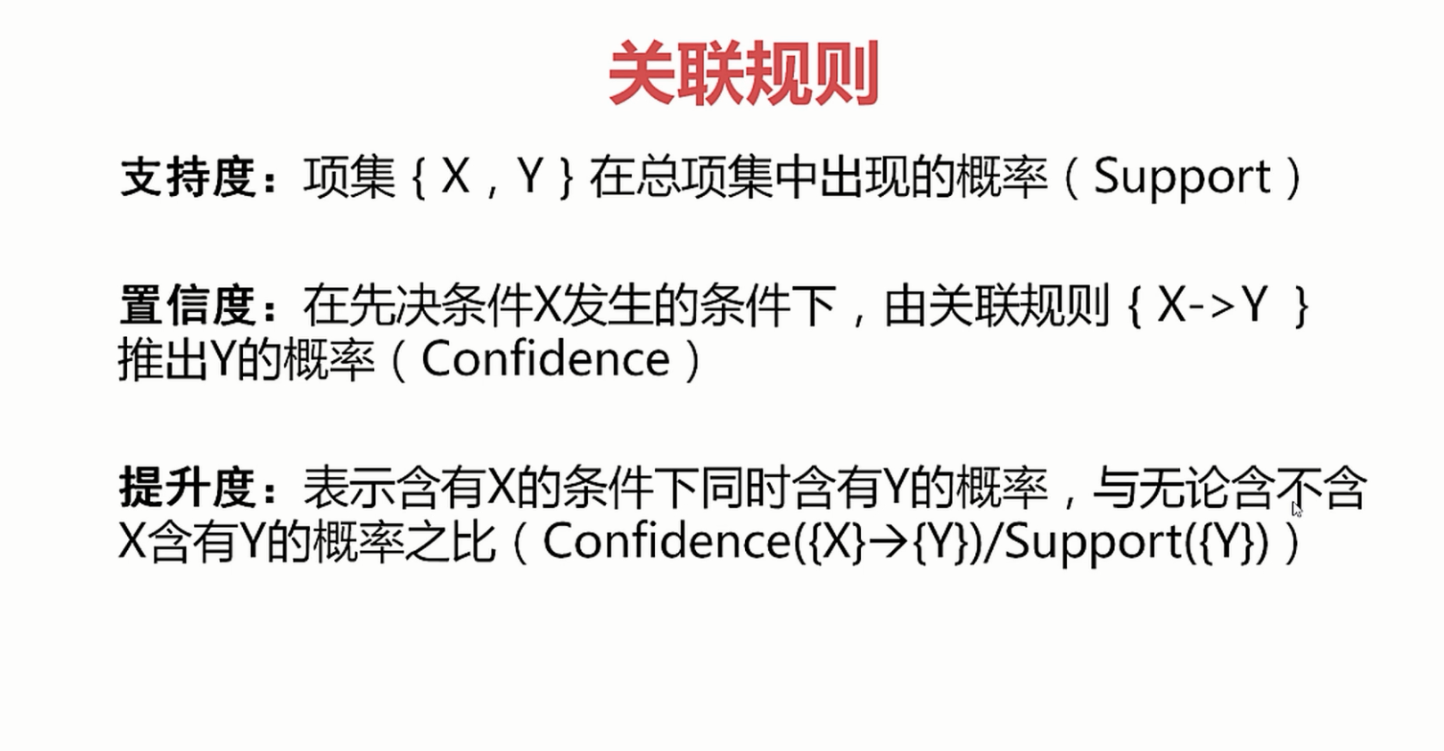 关联规则
支持度：项集 { X , Y } 在总项集中出现的概率（Support）
置信度：在先决条件X发生的条件下，由关联规则 { X->Y }
推出Y的概率（Confidence）
提升度：表示含有X的条件下同时含有Y的概率，与无论含不含
X含有Y的概率之比（Confidence({X}→{Y})/Support({Y})）